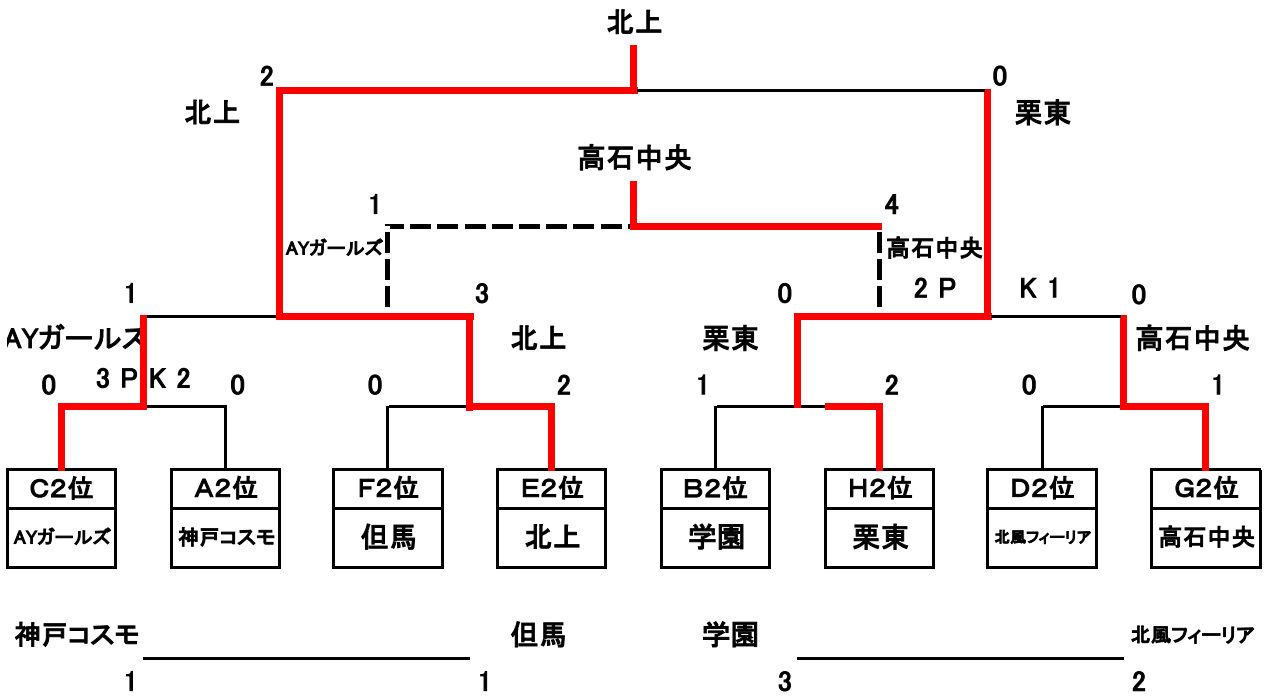 北上
2 0
北上 栗東
高石中央
1 4
AYガールズ 高石中央
2 P K 1
1 3 0 0
AYガールズ 北上 栗東 高石中央
3 P K 2
0 0 0 2 1 2 0 1
C2位 A2位 F2位 E2位 B2位 H2位 D2位 G2位
AYガールズ 神戸コスモ 但馬 北上 学園 栗東 北風フィーリア 高石中央
神戸コスモ 但馬 学園 北風フィーリア
1 1 3 2